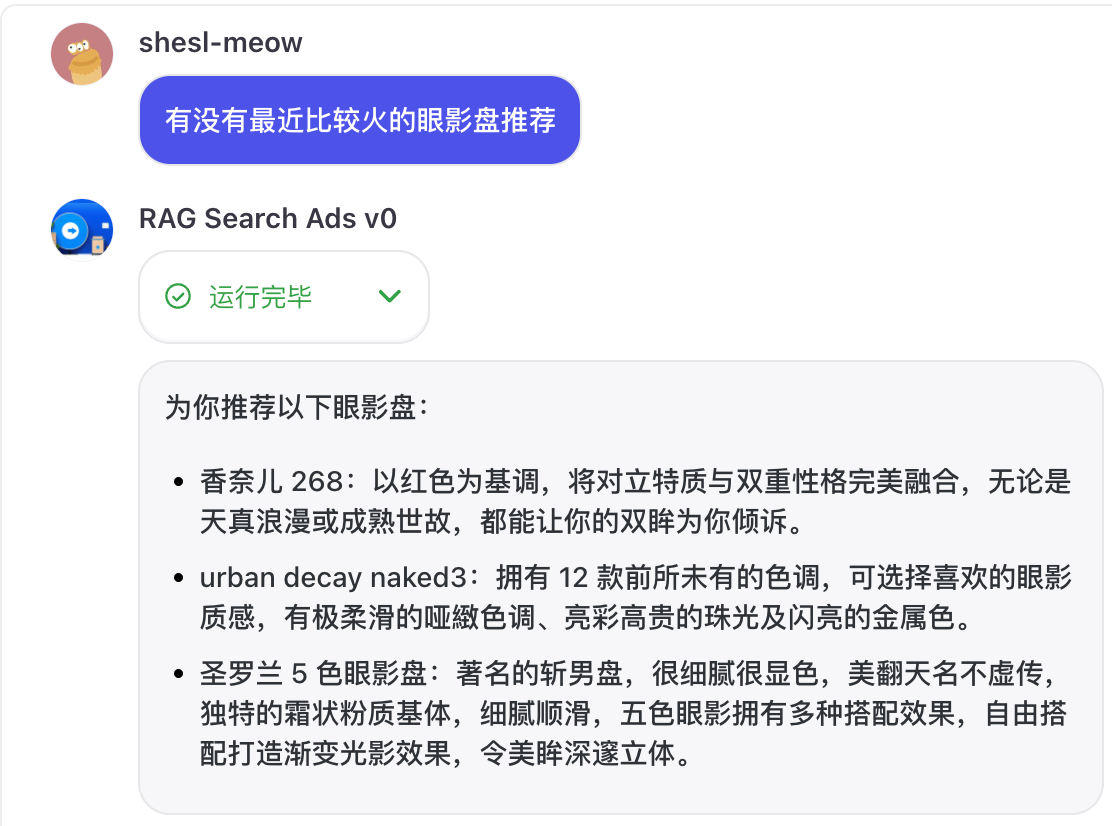 shesl-meow
有没有最近比较火的眼影盘推荐
RAG Search Ads v0
运行完毕
为你推荐以下眼影盘：
• 香奈儿 268：以红色为基调，将对立特质与双重性格完美融合，无论是
天真浪漫或成熟世故，都能让你的双眸为你倾诉。
• urban decay naked3：拥有 12 款前所未有的色调，可选择喜欢的眼影
质感，有极柔滑的哑緻色调、亮彩高贵的珠光及闪亮的金属色。
• 圣罗兰 5 色眼影盘：著名的斩男盘，很细腻很显色，美翻天名不虚传，
独特的霜状粉质基体，细腻顺滑，五色眼影拥有多种搭配效果，自由搭
配打造渐变光影效果，令美眸深邃立体。